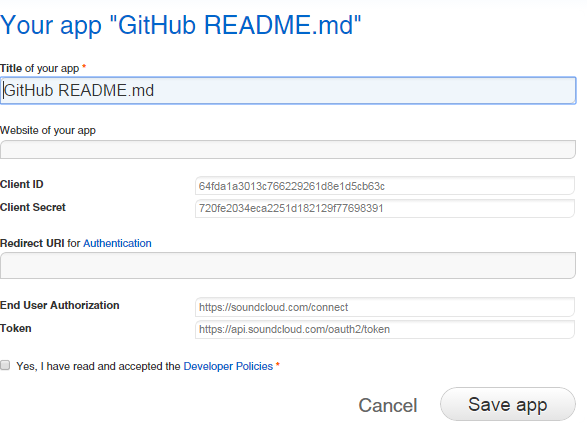 Your app "GitHub README.md"
Title of your app *
GitHub README.md
Website of your app
Client ID 64fda1a3013c766229261d8e1d5cb63c
Client Secret 720fe2034eca2251d182129f77698391
Redirect URI for Authentication
End User Authorization https://soundcloud.com/connect
Token https://api.soundcloud.com/oauth2/token
Yes, I have read and accepted the Developer Policies *
Cancel Save app